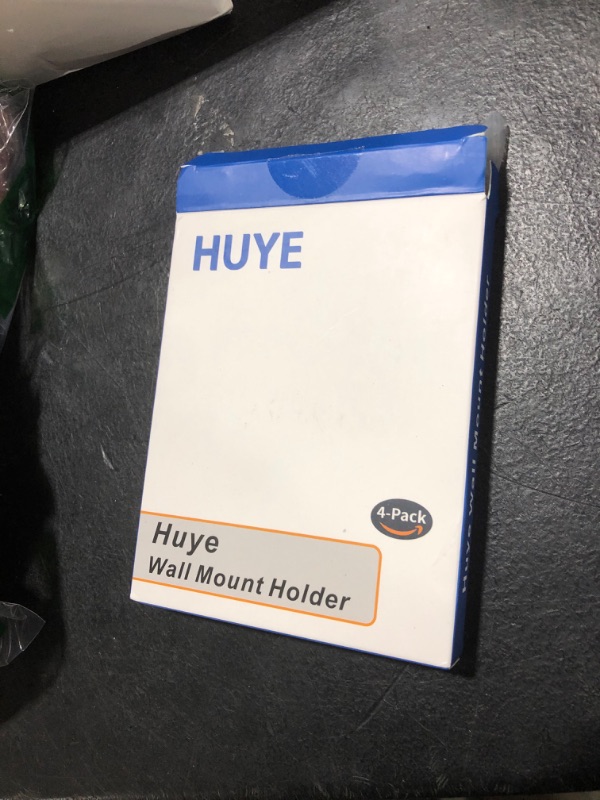 HUYE
4-Pack
Huye
Wall Mount Holder
Huye Wall Mount Holder